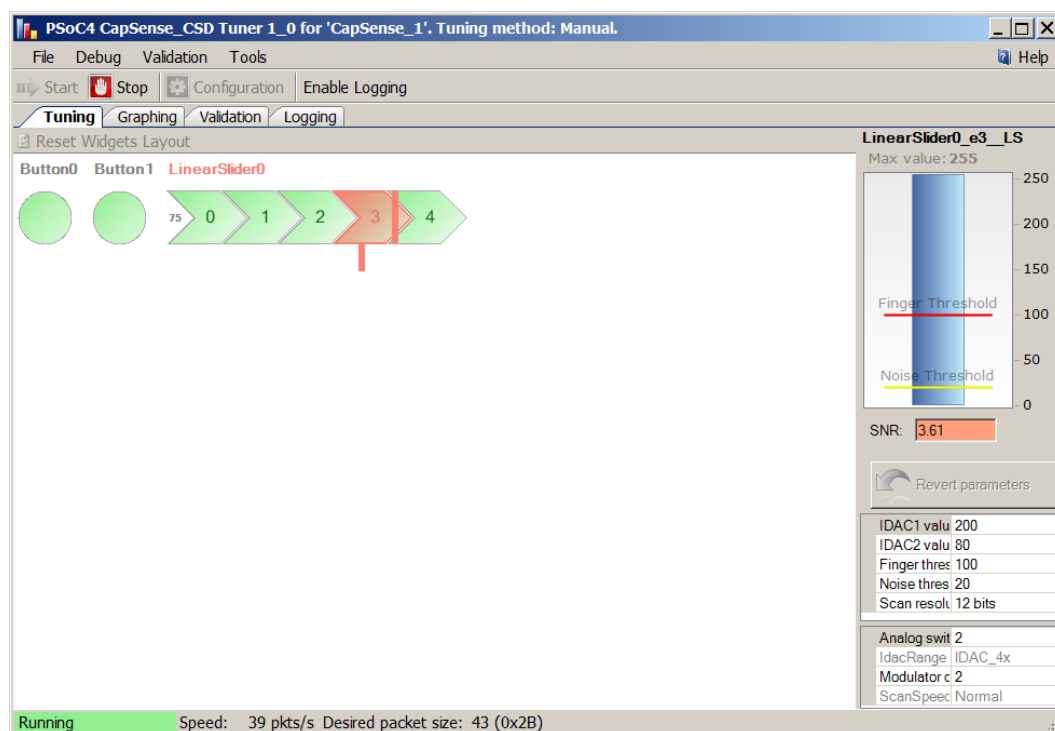 PSoC4 CapSense_CSD Tuner 1_0 for 'CapSense_1'. Tuning method: Manual.
File Debug Validation Tools Help
Start Stop Configuration Enable Logging
Tuning Graphing Validation Logging
Reset Widgets Layout
Button0 Button1 LinearSlider0
75 0 1 2 3 4
LinearSlider0_e3__LS
Max value: 255
250
200
150
Finger Threshold
100
50
Noise Threshold
0
SNR: 3.61
Revert parameters
IDAC1 valu 200
IDAC2 valu 80
Finger thres 100
Noise thres 20
Scan resolu 12 bits
Analog swit 2
IdacRange IDAC_4x
Modulator c 2
ScanSpeed Normal
Running Speed: 39 pkts/s Desired packet size: 43 (0x2B)